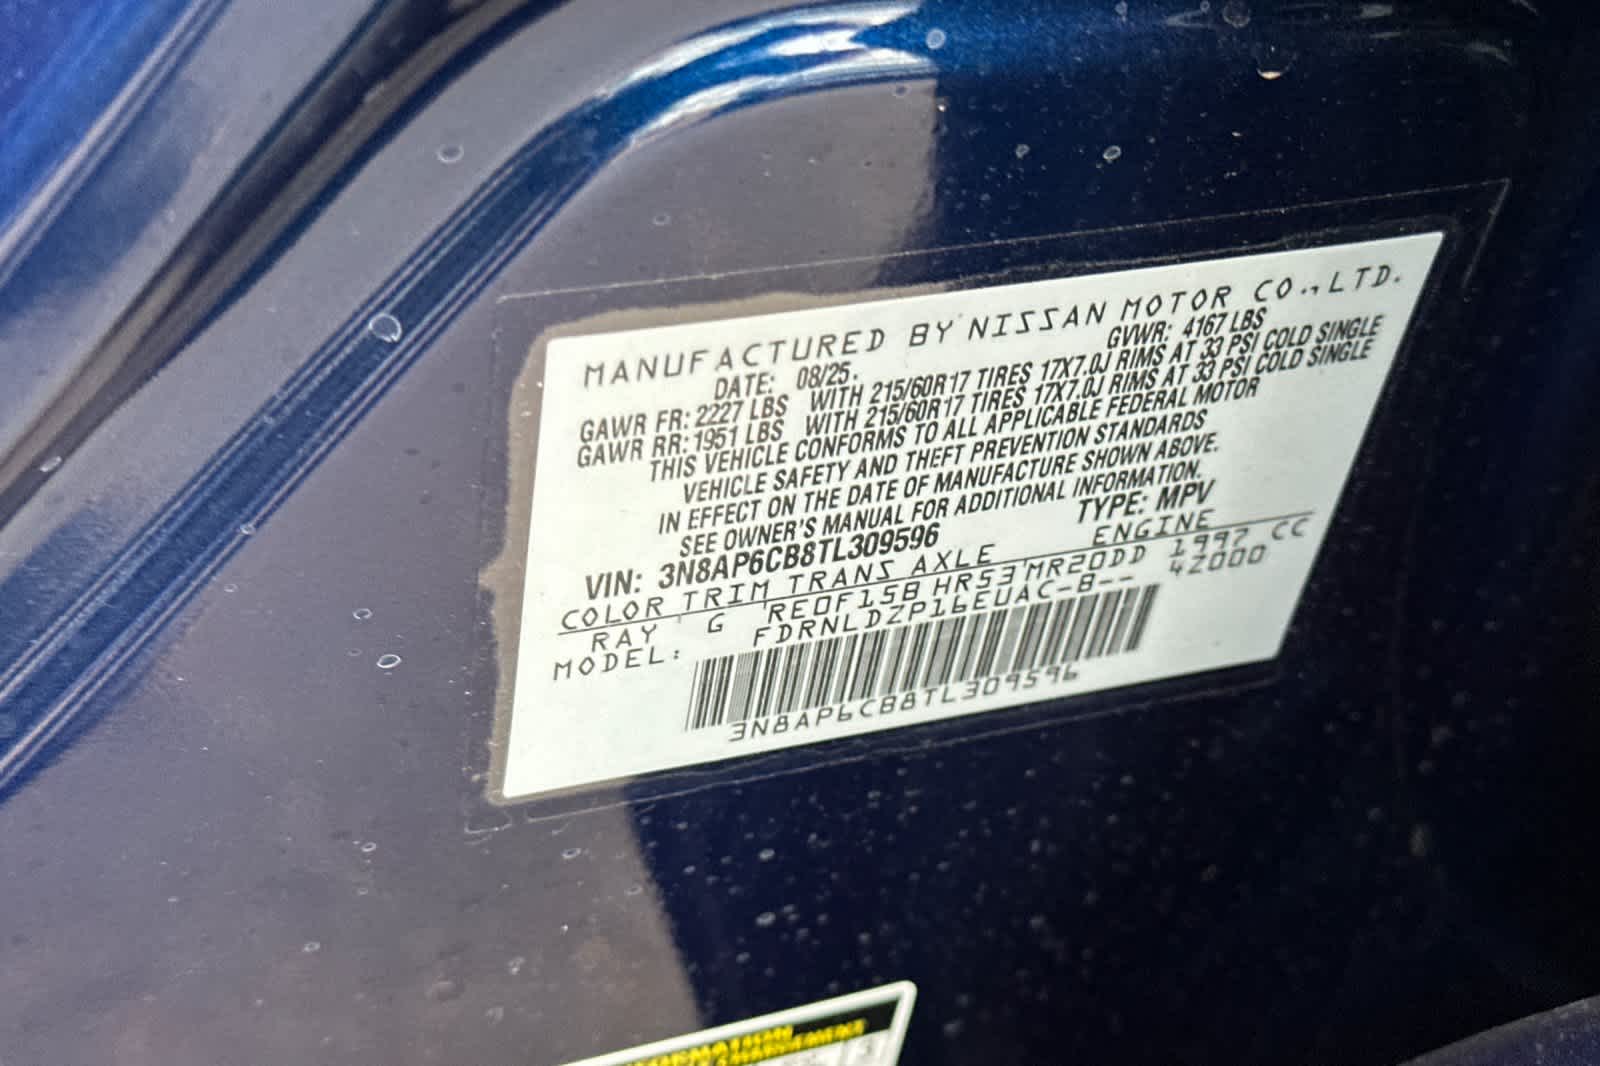 MANUFACTURED BY NISSAN MOTOR CO., LTD.
DATE: 08/25. GVWR: 4167 LBS
GAWR FR: 2227 LBS WITH 215/60R17 TIRES 17X7.0J RIMS AT 33 PSI COLD SINGLE
GAWR RR: 1951 LBS WITH 215/60R17 TIRES 17X7.0J RIMS AT 33 PSI COLD SINGLE
THIS VEHICLE CONFORMS TO ALL APPLICABLE FEDERAL MOTOR
VEHICLE SAFETY AND THEFT PREVENTION STANDARDS
IN EFFECT ON THE DATE OF MANUFACTURE SHOWN ABOVE.
SEE OWNER'S MANUAL FOR ADDITIONAL INFORMATION.
VIN: 3N8AP6CB8TL309596 TYPE: MPV
COLOR TRIM TRANS AXLE ENGINE
RAY G RE0F15B HR53 MR20DD 1997 CC
MODEL: FDRNLDZP16EUAC-B-- 4Z000
3N8AP6CB8TL309596